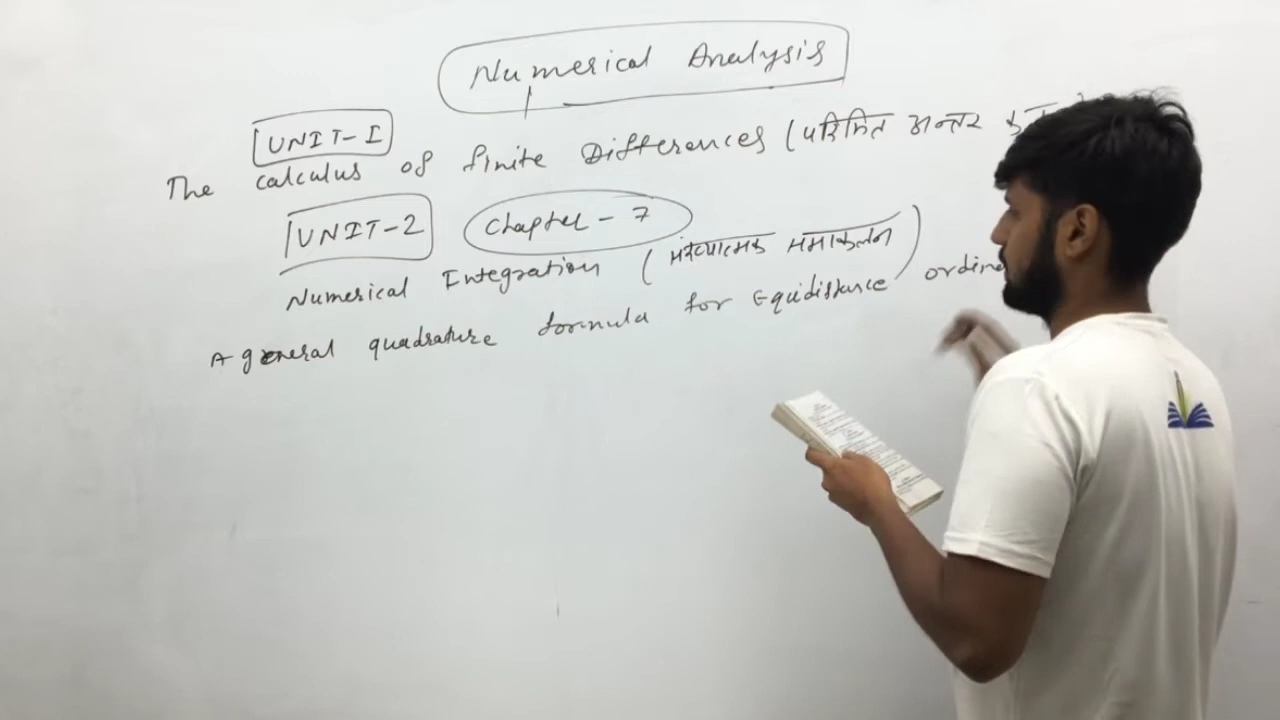 Numerical Analysis
UNIT-I
The calculus of finite Differences (परिमित अन्तर
UNIT-2 Chapter - 7
Numerical Integration (संख्यात्मक समाकलन)
A general quadrature formula for Equidistance ordina